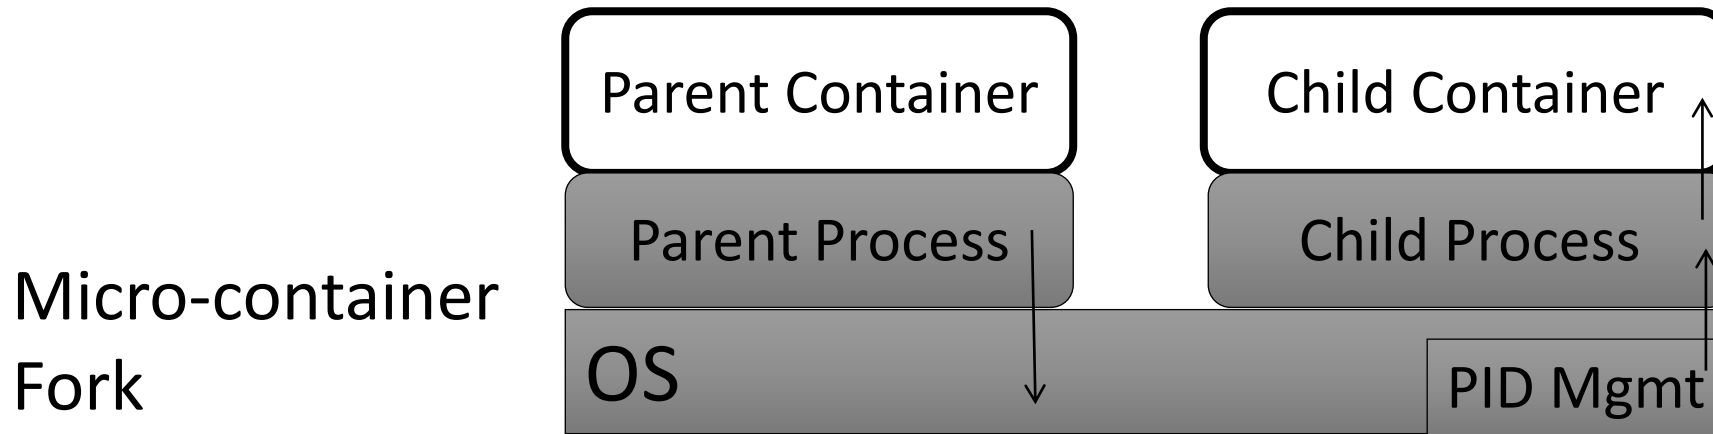 Parent Container
Child Container
Parent Process
Child Process
Micro-container
Fork
OS
PID Mgmt